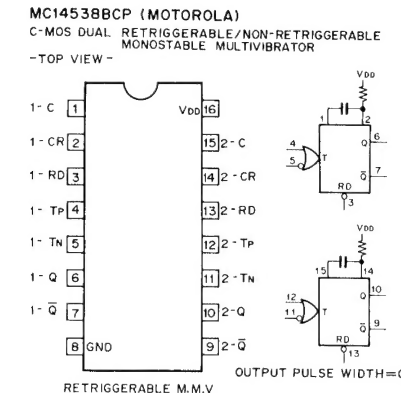 MC14538BCP (MOTOROLA)
C-MOS DUAL RETRIGGERABLE/NON-RETRIGGERABLE
MONOSTABLE MULTIVIBRATOR
-TOP VIEW-
1-C 1
VDD 16
1-CR 2
15 2-C
1-RD 3
14 2-CR
1-TP 4
13 2-RD
1-TN 5
12 2-TP
1-Q 6
11 2-TN
1-Q̅ 7
10 2-Q
8 GND
9 2-Q̅
RETRIGGERABLE M.M.V
VDD
1 2
4 Q 6
5 T
Q̅ 7
RD
3
VDD
15 14
12 Q 10
11 T
Q̅ 9
RD
13
OUTPUT PULSE WIDTH=